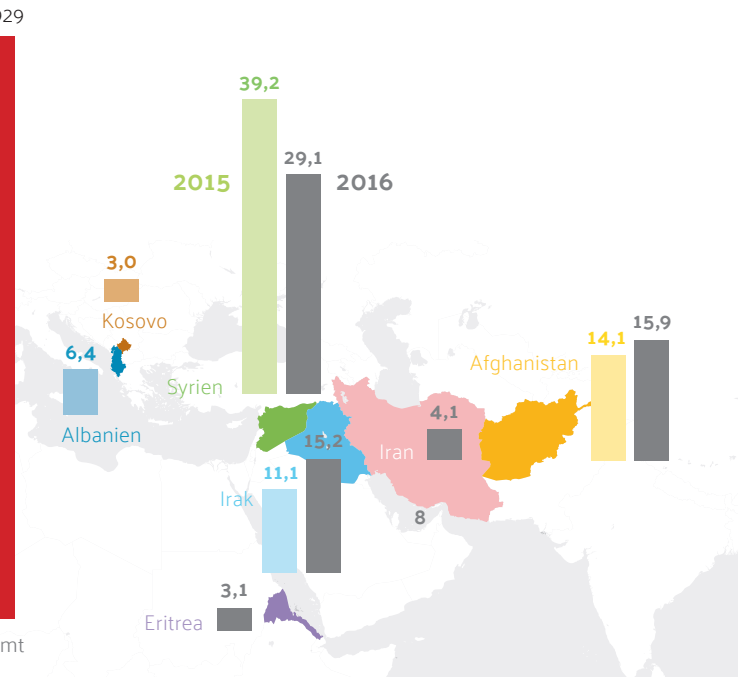 929
39,2
29,1
2015
2016
3,0
Kosovo
6,4
Albanien
Syrien
15,9
14,1
Afghanistan
4,1
Iran
15,2
11,1
Irak
8
3,1
Eritrea
mt